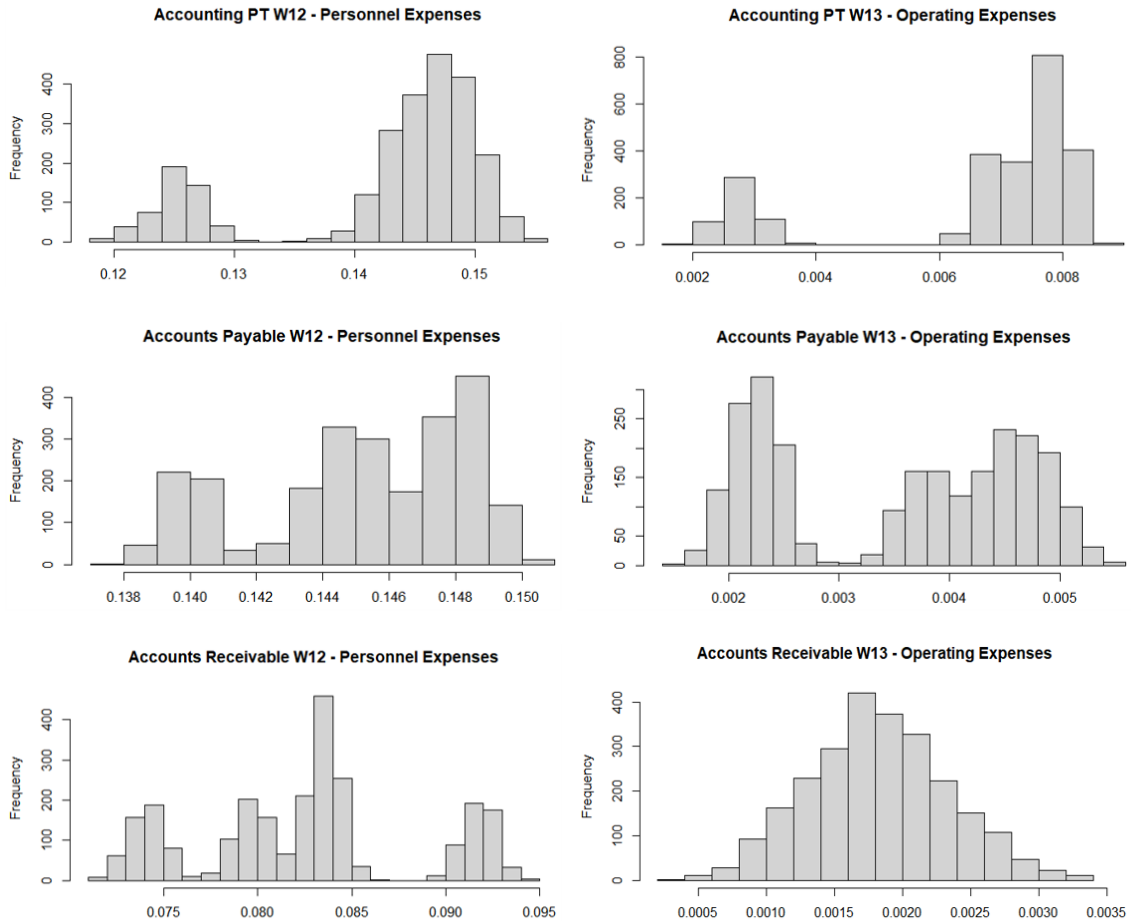 Accounting PT W12 - Personnel Expenses
Frequency
0 100 200 300 400
0.12 0.13 0.14 0.15
Accounting PT W13 - Operating Expenses
Frequency
0 200 400 600 800
0.002 0.004 0.006 0.008
Accounts Payable W12 - Personnel Expenses
Frequency
0 100 200 300 400
0.138 0.140 0.142 0.144 0.146 0.148 0.150
Accounts Payable W13 - Operating Expenses
Frequency
0 50 150 250
0.002 0.003 0.004 0.005
Accounts Receivable W12 - Personnel Expenses
Frequency
0 100 200 300 400
0.075 0.080 0.085 0.090 0.095
Accounts Receivable W13 - Operating Expenses
Frequency
0 100 200 300 400
0.0005 0.0010 0.0015 0.0020 0.0025 0.0030 0.0035